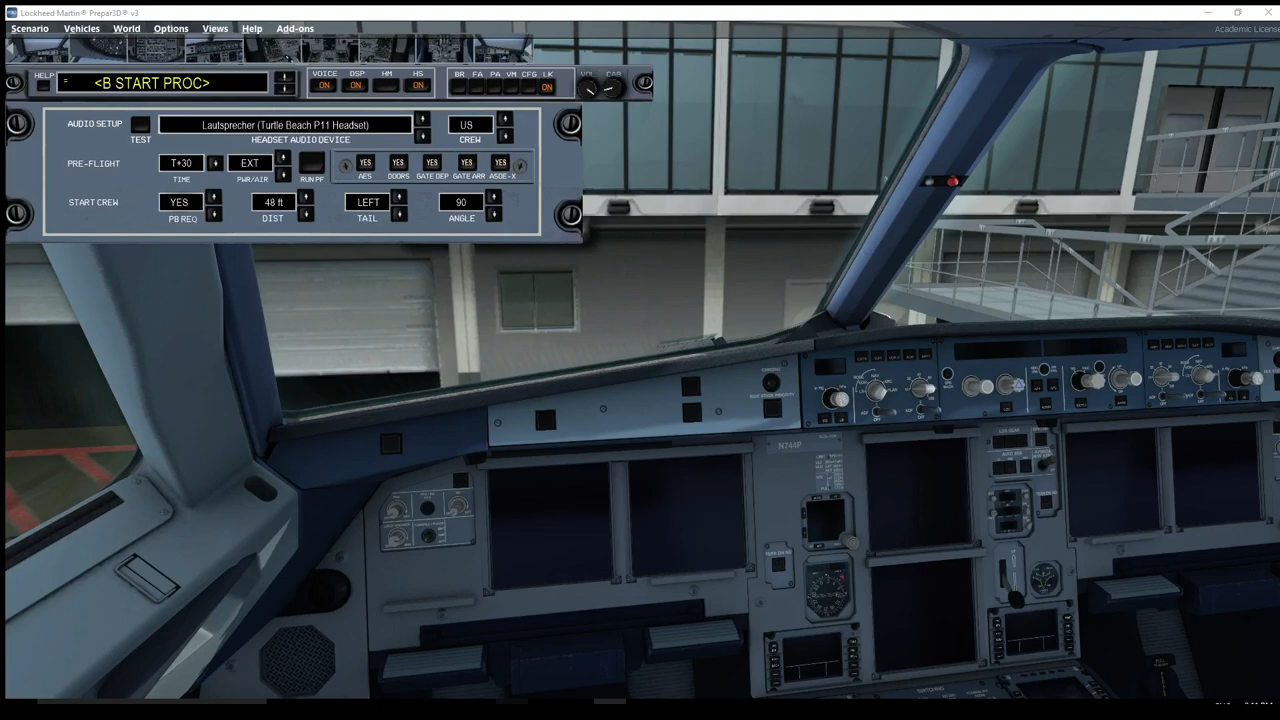 Lockheed Martin® Prepar3D® v3
Scenario Vehicles World Options Views Help Add-ons
Academic License
HELP
= <B START PROC>
VOICE DSP HM HS
ON ON ON
BR FA PA VM CFG LK
ON
VOL CAB
AUDIO SETUP
TEST
Lautsprecher (Turtle Beach P11 Headset)
HEADSET AUDIO DEVICE
US
CREW
PRE-FLIGHT
T+30
TIME
EXT
PWR/AIR
RUN PF
YES YES YES YES YES
AES DOORS GATE DEP GATE ARR ASDE-X
START CREW
YES
PB REQ
48 ft
DIST
LEFT
TAIL
90
ANGLE
CHRONO
N744P
AUTO BRK